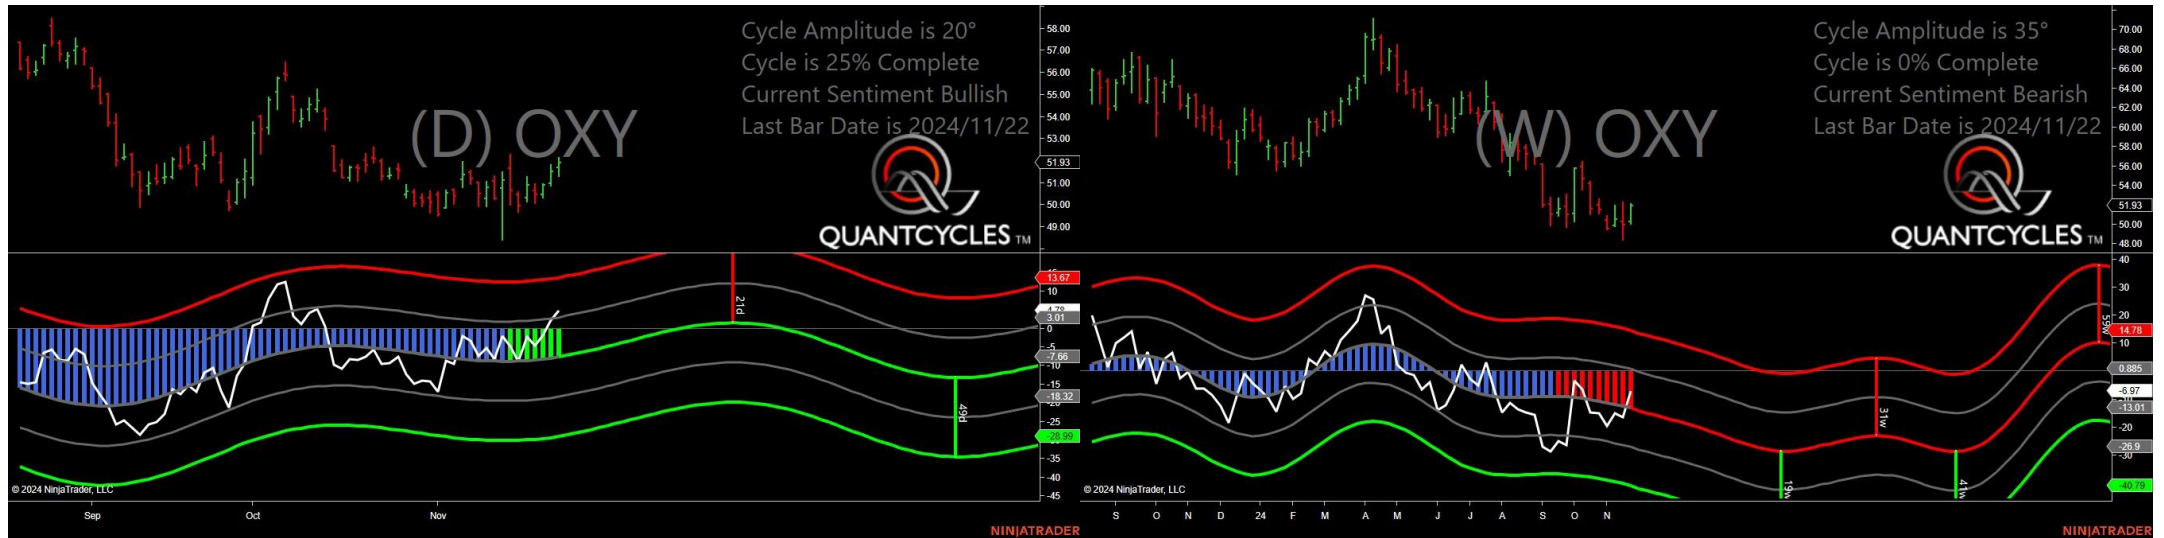 Cycle Amplitude is 20°
Cycle is 25% Complete
Current Sentiment Bullish
Last Bar Date is 2024/11/22
(D) OXY
QUANTCYCLES TM
58.00
57.00
56.00
55.00
54.00
53.00
51.93
51.00
50.00
49.00
13.67
10
3.01
0
-5
-7.66
-10
-15
-18.32
-25
-28.99
-35
-40
-45
21d
49d
© 2024 NinjaTrader, LLC
Sep
Oct
Nov
NINJATRADER
Cycle Amplitude is 35°
Cycle is 0% Complete
Current Sentiment Bearish
Last Bar Date is 2024/11/22
(W) OXY
QUANTCYCLES TM
70.00
68.00
66.00
64.00
62.00
60.00
58.00
56.00
54.00
51.93
50.00
48.00
40
30
20
14.78
10
0.885
-6.97
-13.01
-20
-26.9
-30
-40.79
59w
31w
19w
41w
© 2024 NinjaTrader, LLC
S
O
N
D
24
F
M
A
M
J
J
A
S
O
N
NINJATRADER